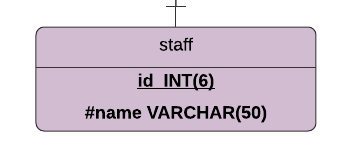 staff
id INT(6)
#name VARCHAR(50)